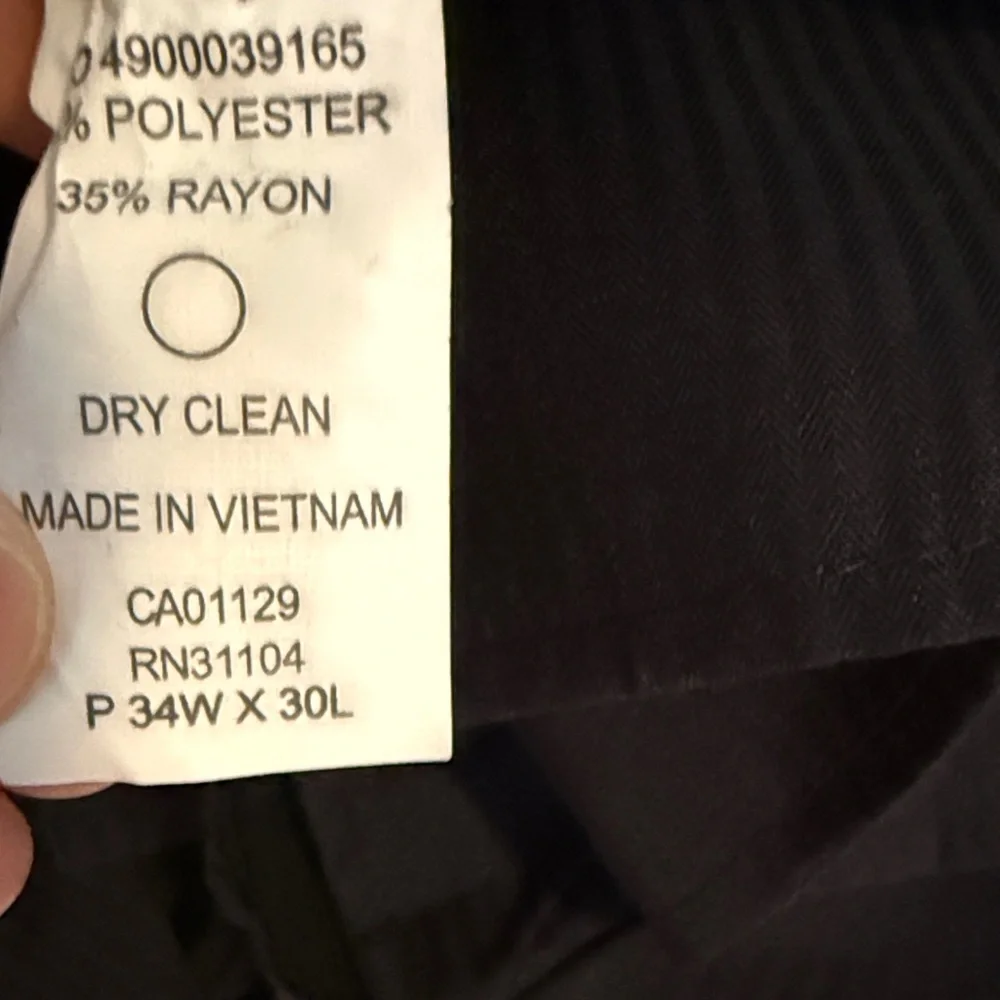 04900039165
% POLYESTER
35% RAYON
DRY CLEAN
MADE IN VIETNAM
CA01129
RN31104
P 34W X 30L